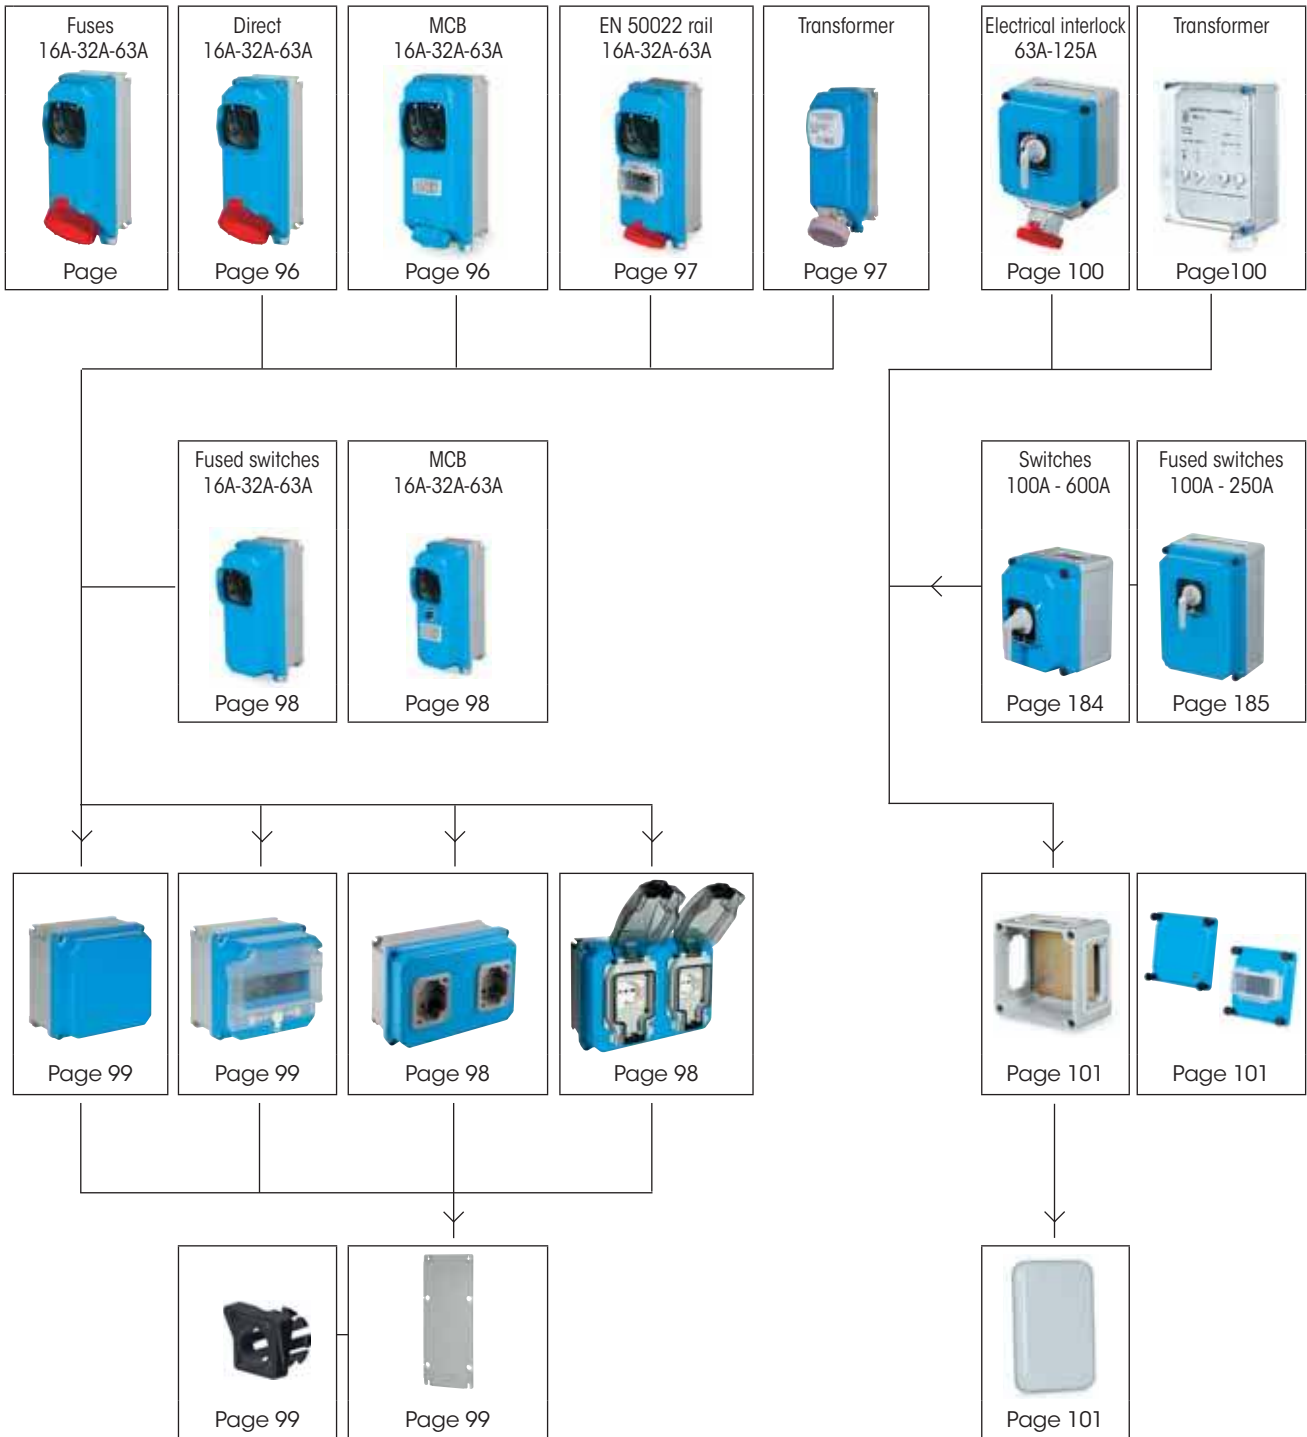 Fuses
16A-32A-63A
Page
Direct
16A-32A-63A
Page 96
MCB
16A-32A-63A
Page 96
EN 50022 rail
16A-32A-63A
Page 97
Transformer
Page 97
Electrical interlock
63A-125A
Page 100
Transformer
Page100
Fused switches
16A-32A-63A
Page 98
MCB
16A-32A-63A
Page 98
Switches
100A - 600A
Page 184
Fused switches
100A - 250A
Page 185
Page 99
Page 99
Page 98
Page 98
Page 101
Page 101
Page 99
Page 99
Page 101